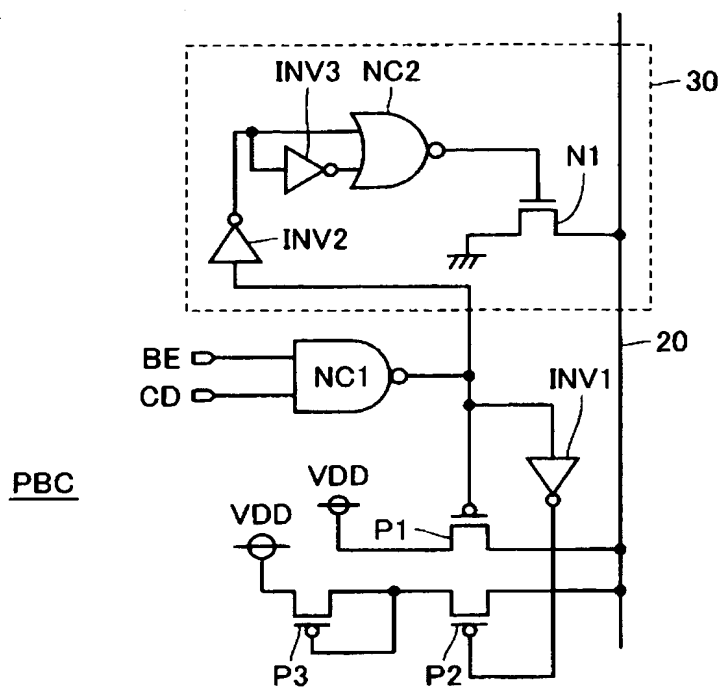 INV3 NC2
30
N1
INV2
20
BE
CD
NC1
INV1
PBC
VDD
VDD
P1
P3
P2